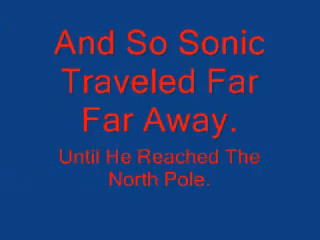 And So Sonic
Traveled Far
Far Away.
Until He Reached The
North Pole.